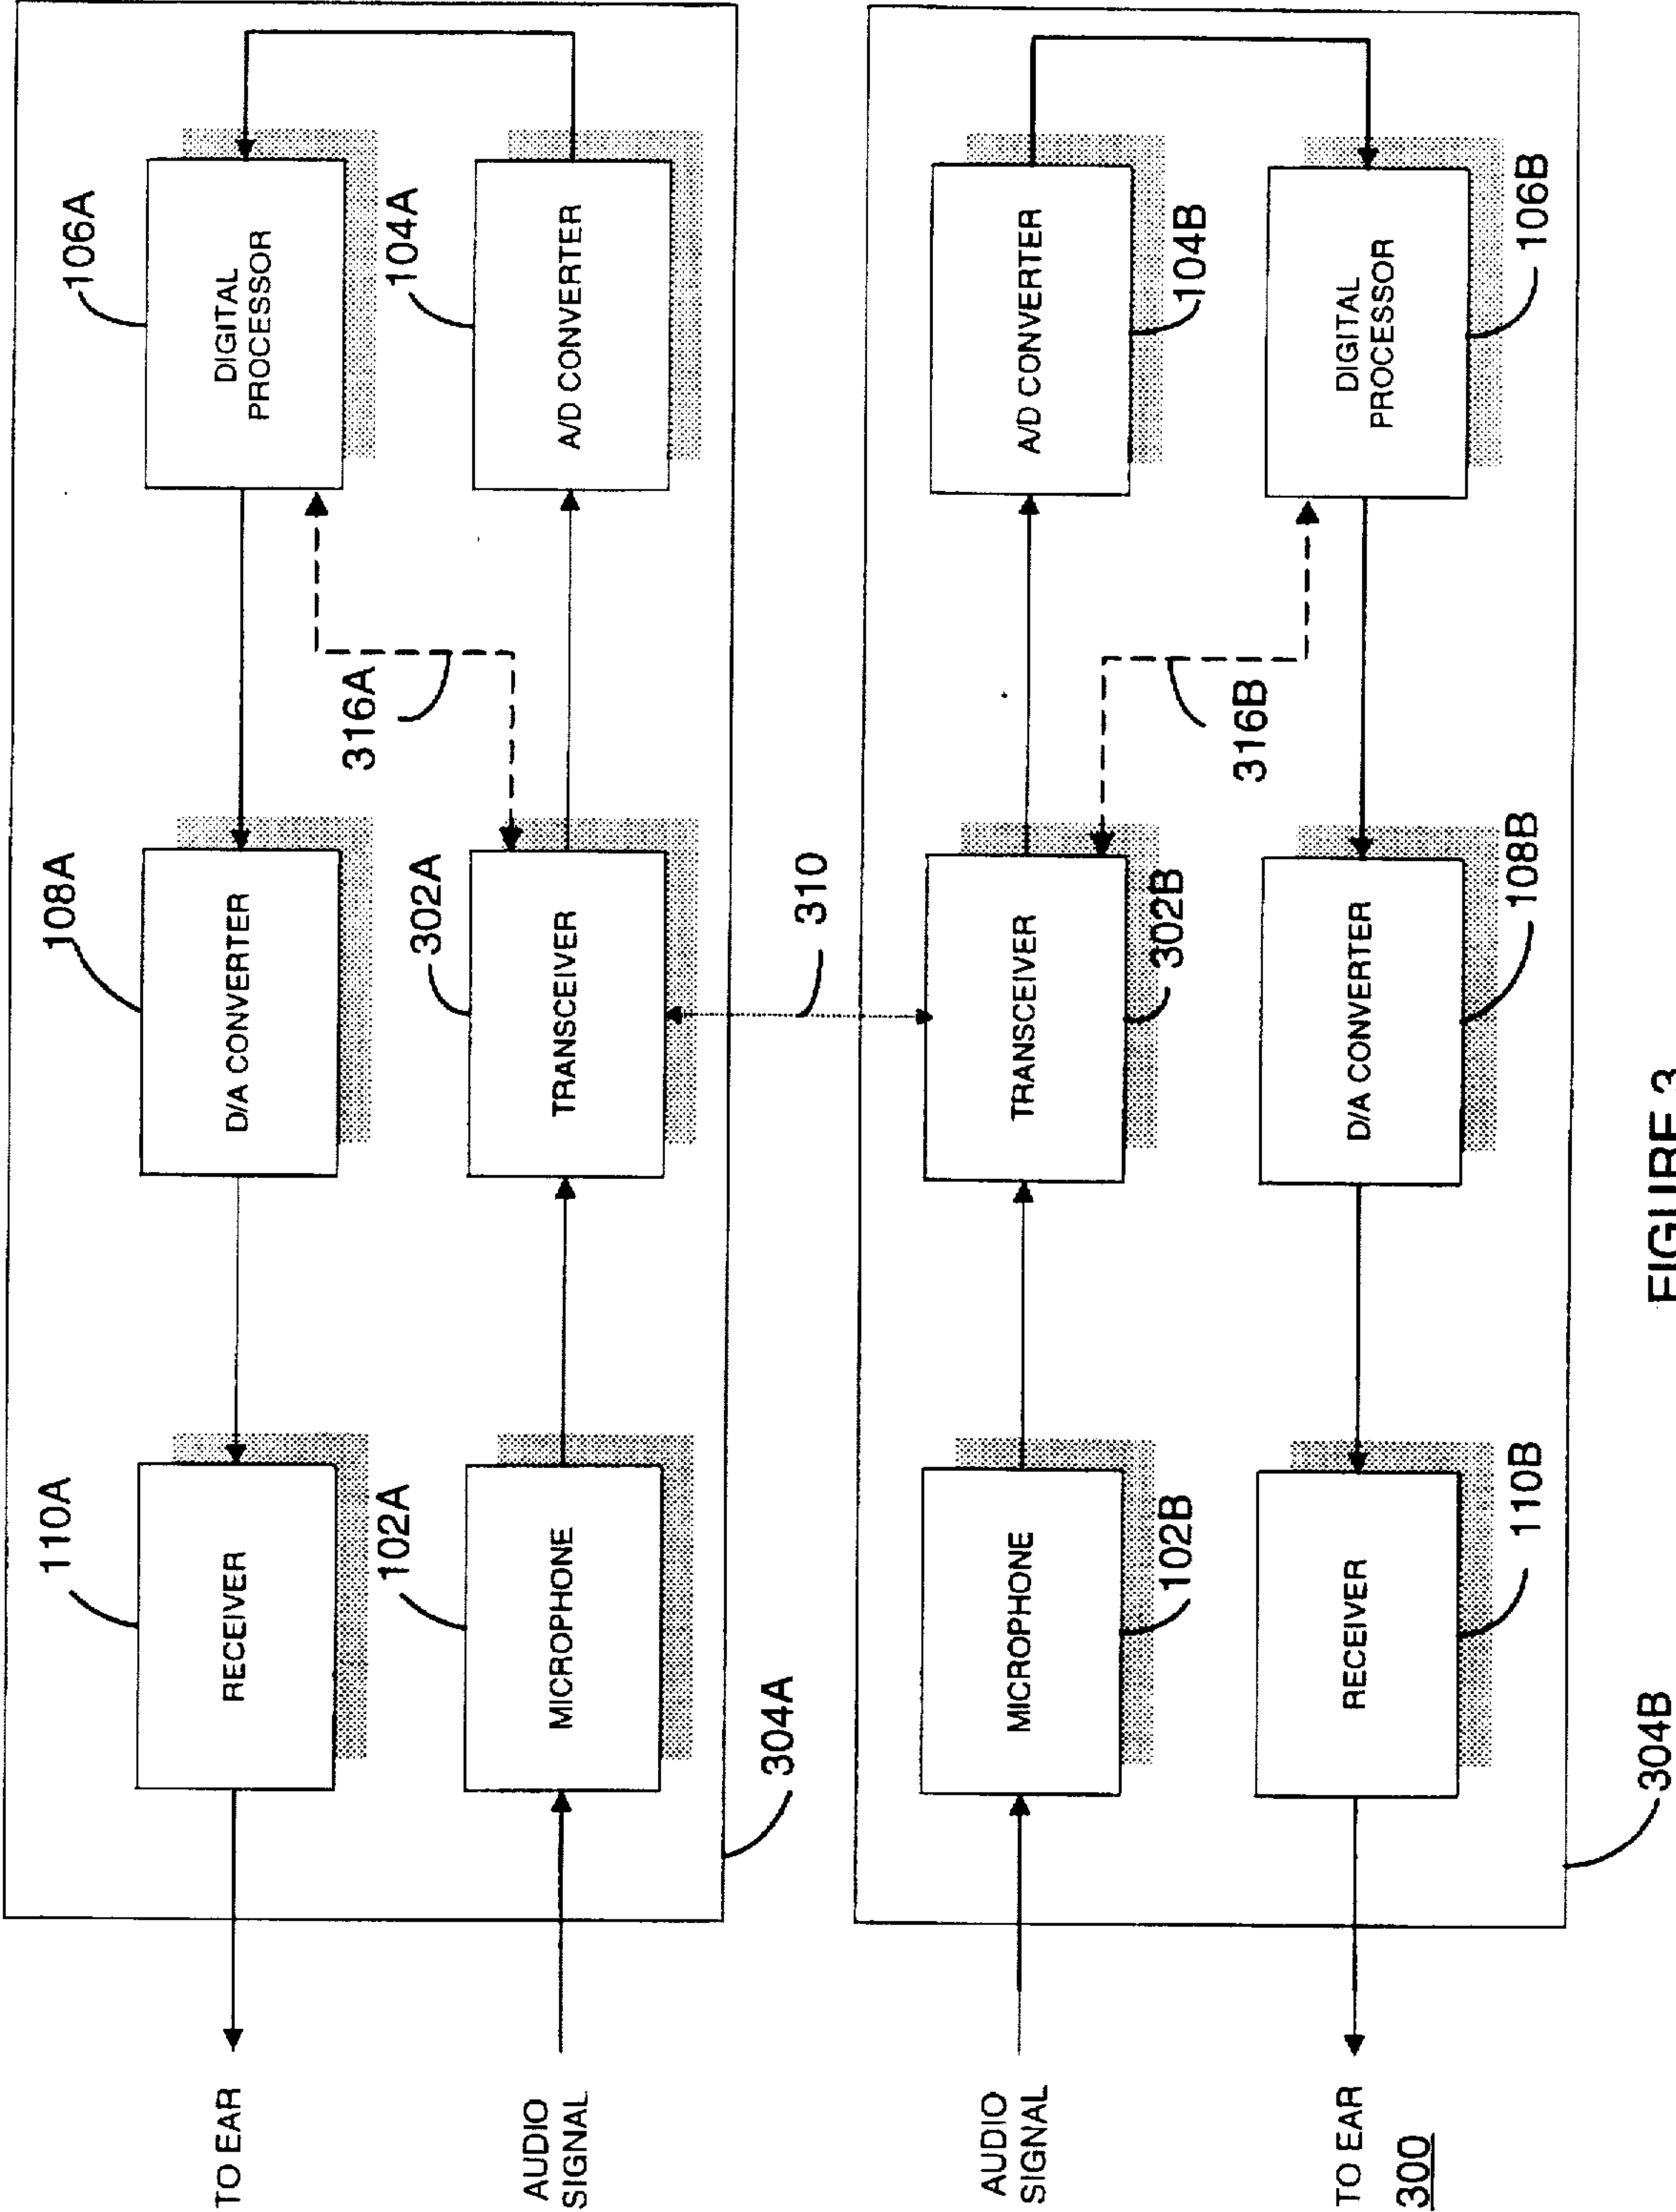 TO EAR
110A
RECEIVER
108A
D/A CONVERTER
106A
DIGITAL
PROCESSOR
316A
AUDIO
SIGNAL
102A
MICROPHONE
302A
TRANSCEIVER
104A
A/D CONVERTER
304A
310
AUDIO
SIGNAL
MICROPHONE
102B
TRANSCEIVER
302B
A/D CONVERTER
104B
316B
TO EAR
RECEIVER
110B
D/A CONVERTER
108B
DIGITAL
PROCESSOR
106B
300
304B
FIGURE 3